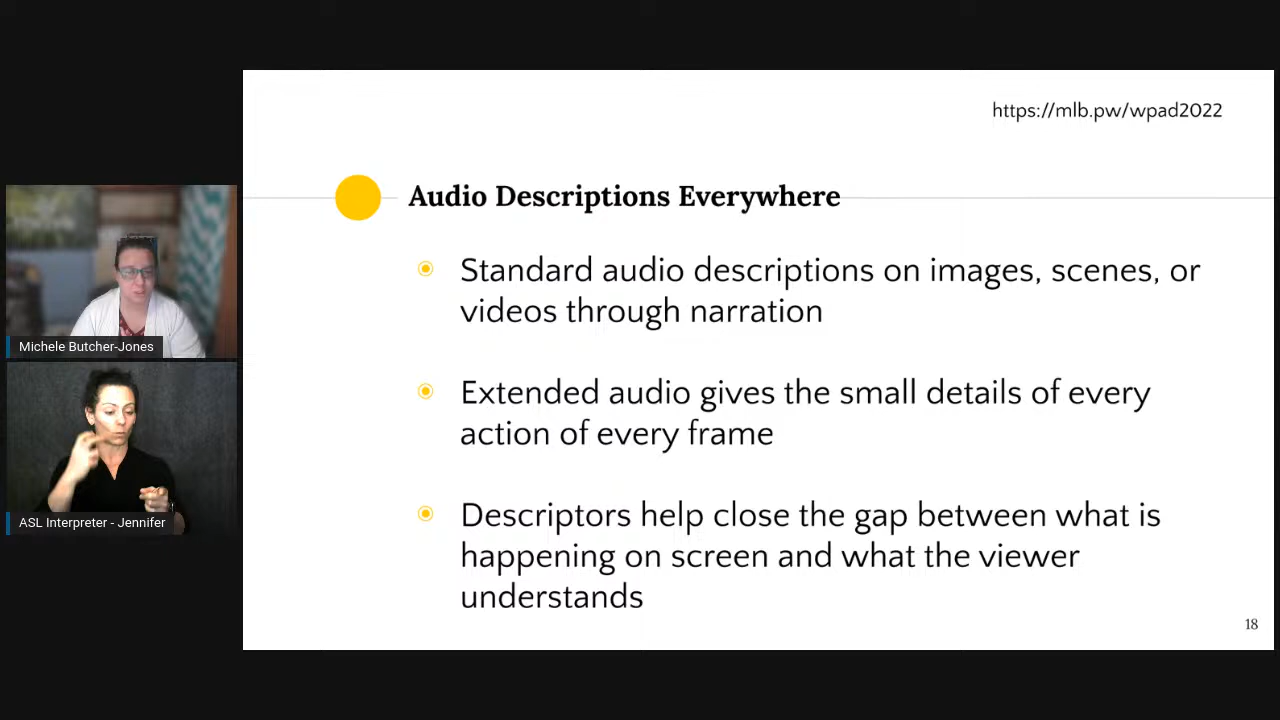 https://mlb.pw/wpad2022
Audio Descriptions Everywhere
Standard audio descriptions on images, scenes, or
videos through narration
Extended audio gives the small details of every
action of every frame
Descriptors help close the gap between what is
happening on screen and what the viewer
understands
18
Michele Butcher-Jones
ASL Interpreter - Jennifer